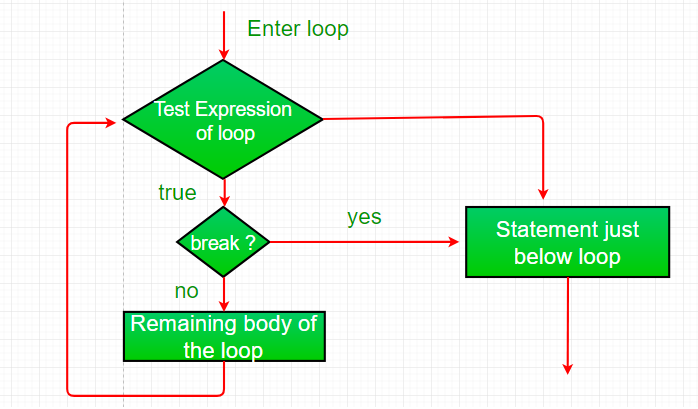 Enter loop
Test Expression
of loop
true
yes
Statement just
below loop
break ?
no
Remaining body of
the loop